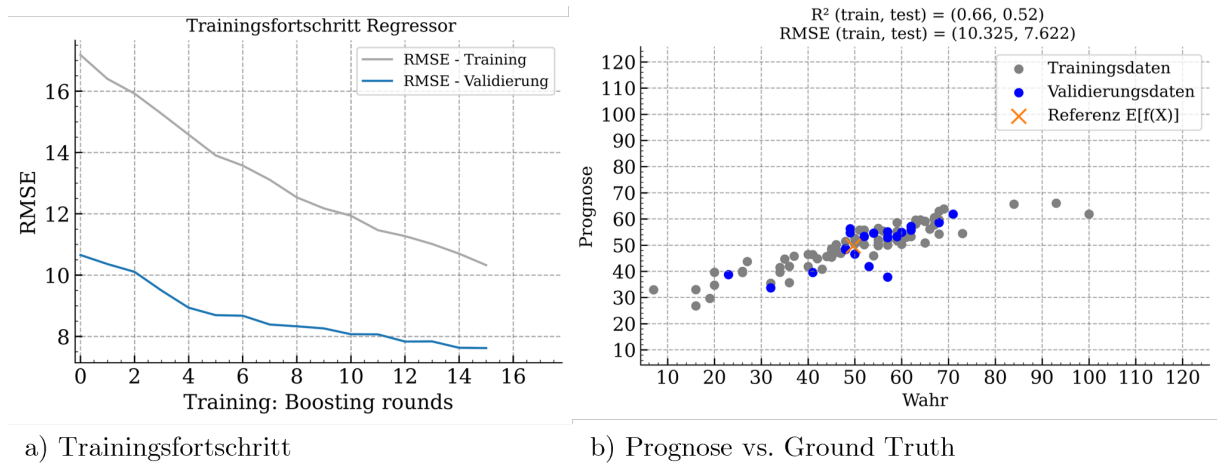 Trainingsfortschritt Regressor
RMSE - Training
RMSE - Validierung
RMSE
16
14
12
10
8
0 2 4 6 8 10 12 14 16
Training: Boosting rounds
a) Trainingsfortschritt
R² (train, test) = (0.66, 0.52)
RMSE (train, test) = (10.325, 7.622)
Trainingsdaten
Validierungsdaten
Referenz E[f(X)]
Prognose
120
110
100
90
80
70
60
50
40
30
20
10
10 20 30 40 50 60 70 80 90 100 110 120
Wahr
b) Prognose vs. Ground Truth